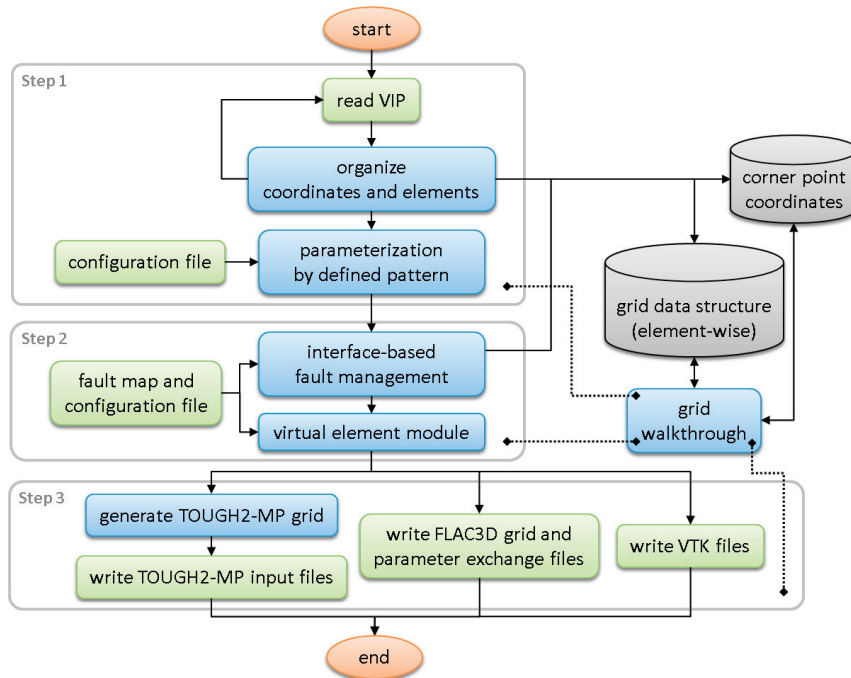 start
Step 1
read VIP
organize
coordinates and elements
corner point
coordinates
configuration file
parameterization
by defined pattern
grid data structure
(element-wise)
Step 2
interface-based
fault management
fault map and
configuration file
virtual element module
grid
walkthrough
Step 3
generate TOUGH2-MP grid
write TOUGH2-MP input files
write FLAC3D grid and
parameter exchange files
write VTK files
end